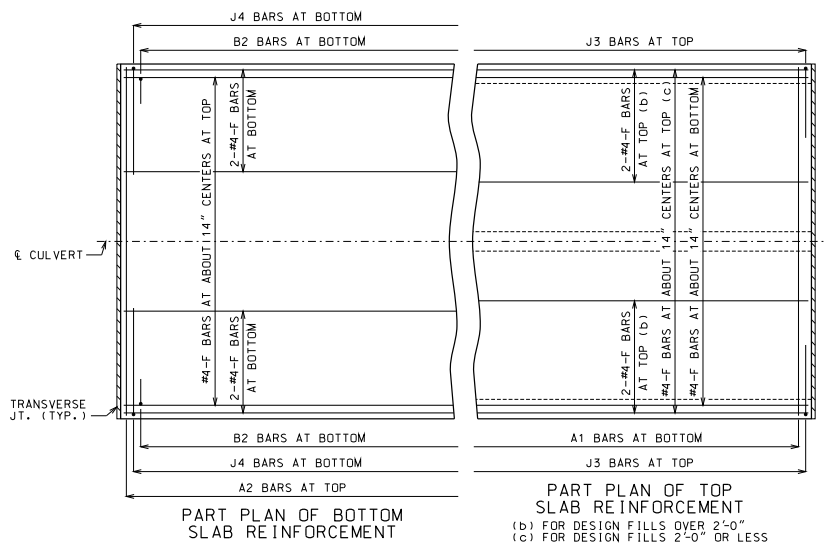 J4 BARS AT BOTTOM
B2 BARS AT BOTTOM
J3 BARS AT TOP
#4-F BARS AT ABOUT 14" CENTERS AT TOP
2-#4-F BARS
AT BOTTOM
2-#4-F BARS
AT TOP (b)
#4-F BARS AT ABOUT 14" CENTERS AT TOP (c)
#4-F BARS AT ABOUT 14" CENTERS AT BOTTOM
℄ CULVERT
2-#4-F BARS
AT BOTTOM
2-#4-F BARS
AT TOP (b)
TRANSVERSE
JT. (TYP.)
B2 BARS AT BOTTOM
A1 BARS AT BOTTOM
J4 BARS AT BOTTOM
J3 BARS AT TOP
A2 BARS AT TOP
PART PLAN OF BOTTOM
SLAB REINFORCEMENT
PART PLAN OF TOP
SLAB REINFORCEMENT
(b) FOR DESIGN FILLS OVER 2'-0"
(c) FOR DESIGN FILLS 2'-0" OR LESS